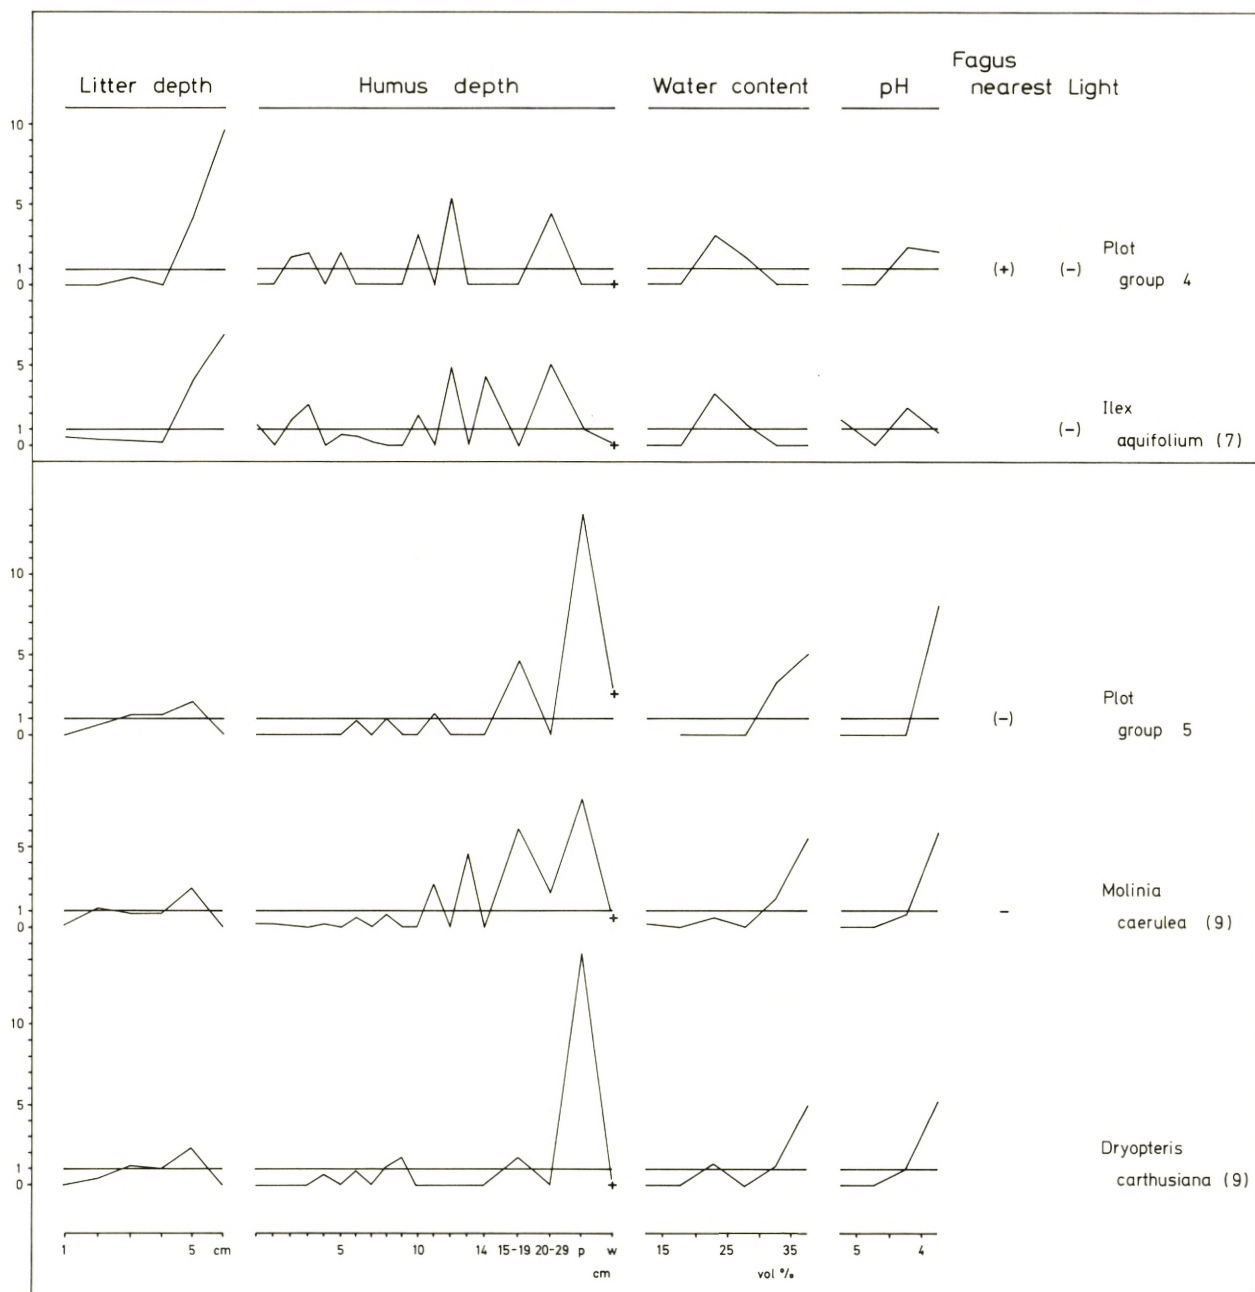 Litter depth
Humus depth
Water content
pH
Fagus
nearest
Light
10
5
1
0
+
(+)
(-)
Plot
group 4
5
1
0
+
(-)
Ilex
aquifolium (7)
10
5
1
0
+
(-)
Plot
group 5
5
1
0
+
-
Molinia
caerulea (9)
10
5
1
0
+
Dryopteris
carthusiana (9)
1 5 cm
5 10 14 15-19 20-29 p w
cm
15 25 35
vol %
5 4